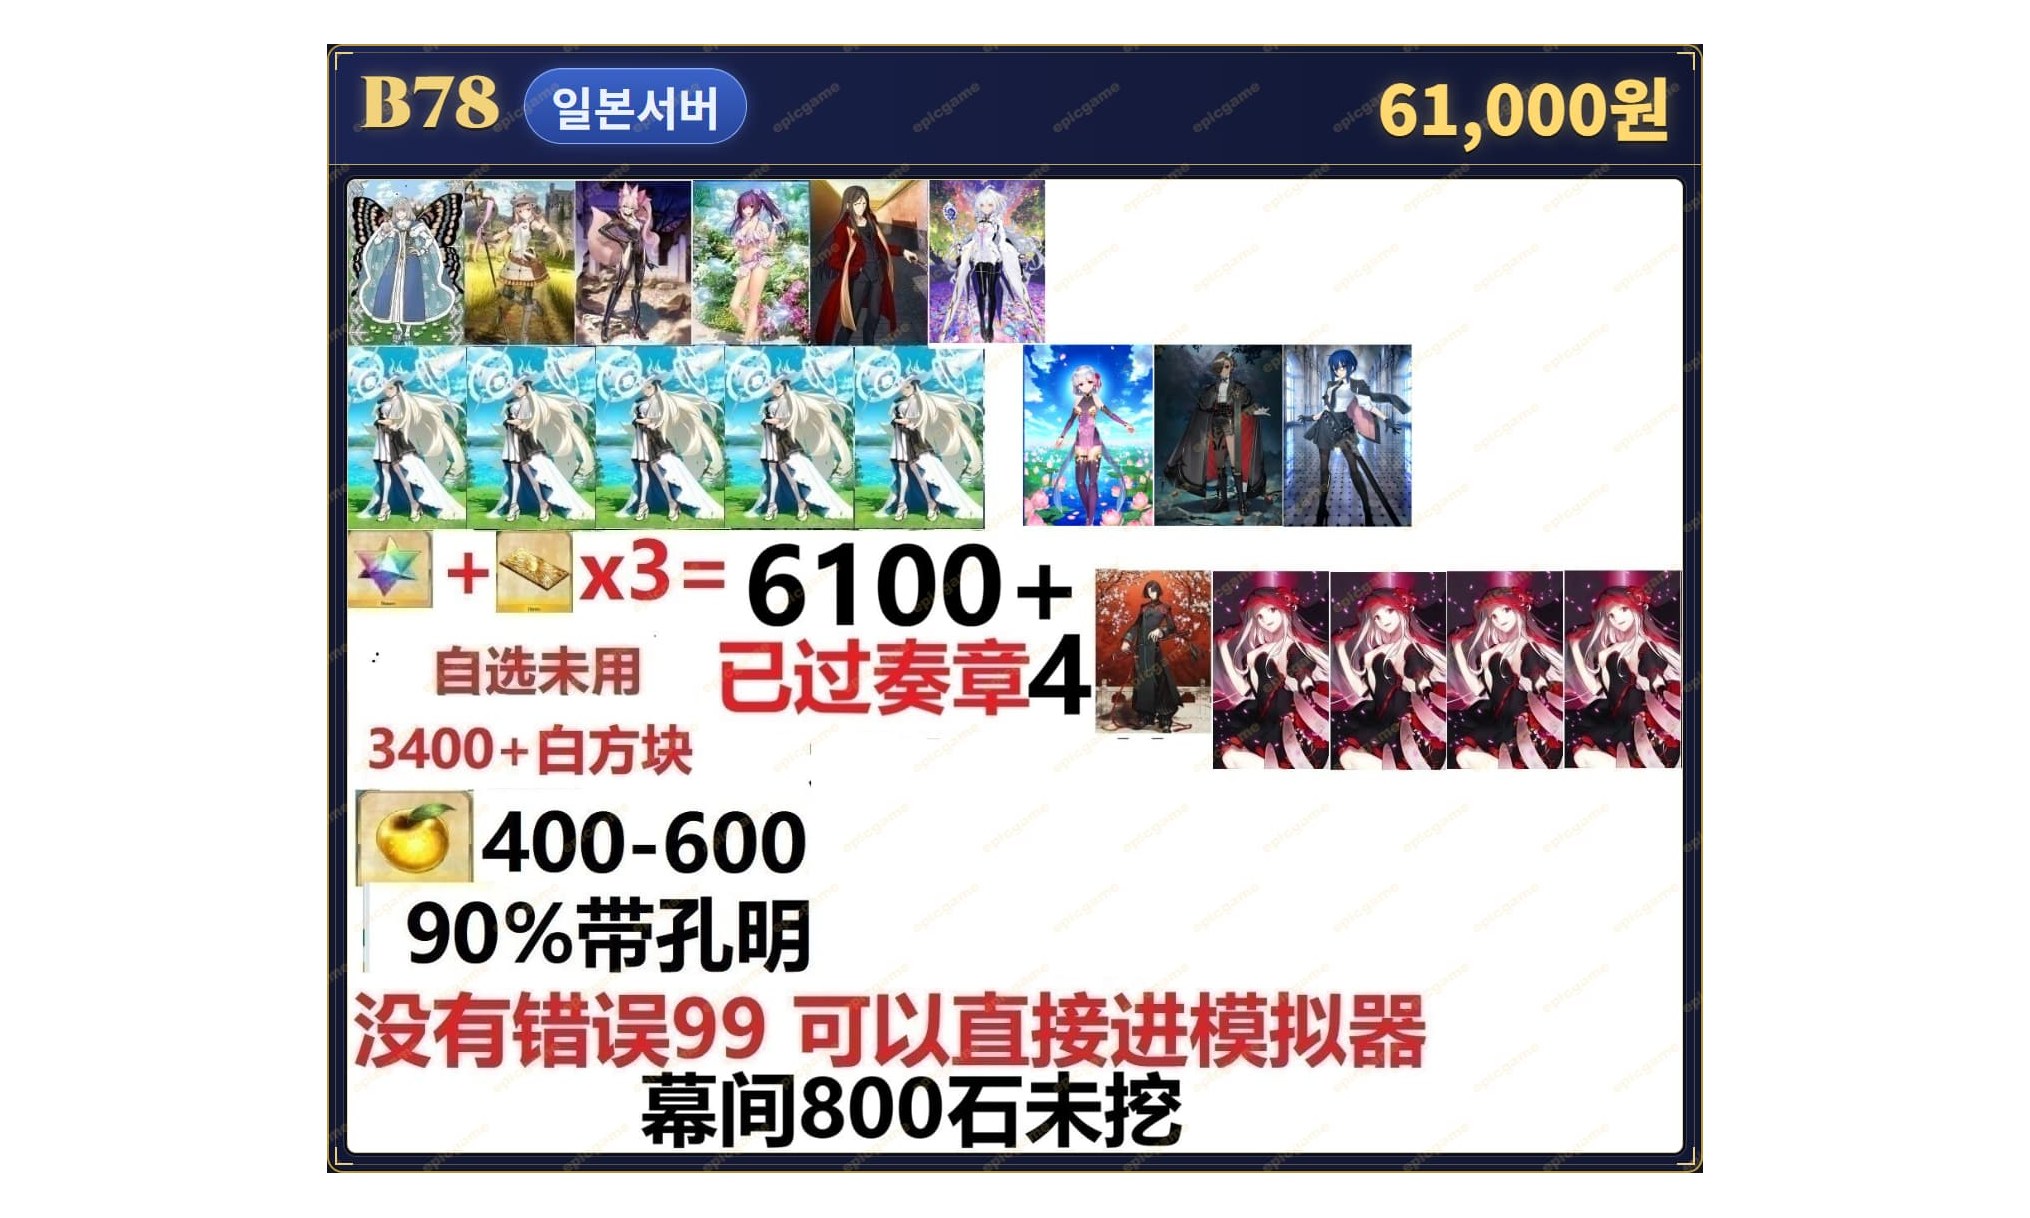 B78 일본서버 61,000원
+ x3= 6100+
自选未用 已过奏章4
3400+白方块
400-600
90%带孔明
没有错误99 可以直接进模拟器
幕间800石未挖
epicgame